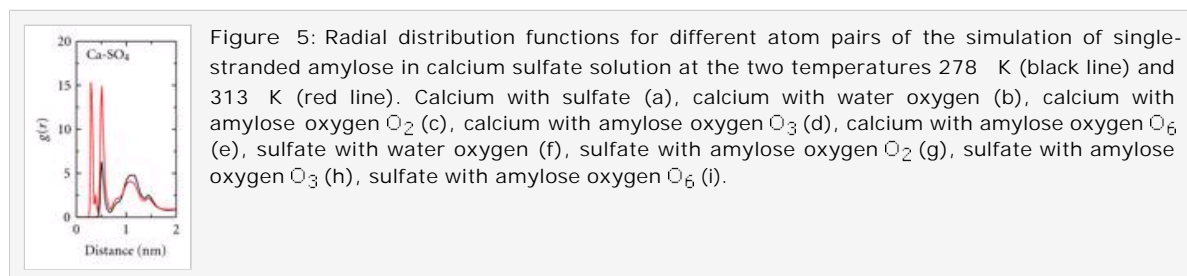 20
Ca-SO₄
15
10
5
0
g(r)
0 1 2
Distance (nm)
Figure 5: Radial distribution functions for different atom pairs of the simulation of single-
stranded amylose in calcium sulfate solution at the two temperatures 278 K (black line) and
313 K (red line). Calcium with sulfate (a), calcium with water oxygen (b), calcium with
amylose oxygen O₂ (c), calcium with amylose oxygen O₃ (d), calcium with amylose oxygen O₆
(e), sulfate with water oxygen (f), sulfate with amylose oxygen O₂ (g), sulfate with amylose
oxygen O₃ (h), sulfate with amylose oxygen O₆ (i).